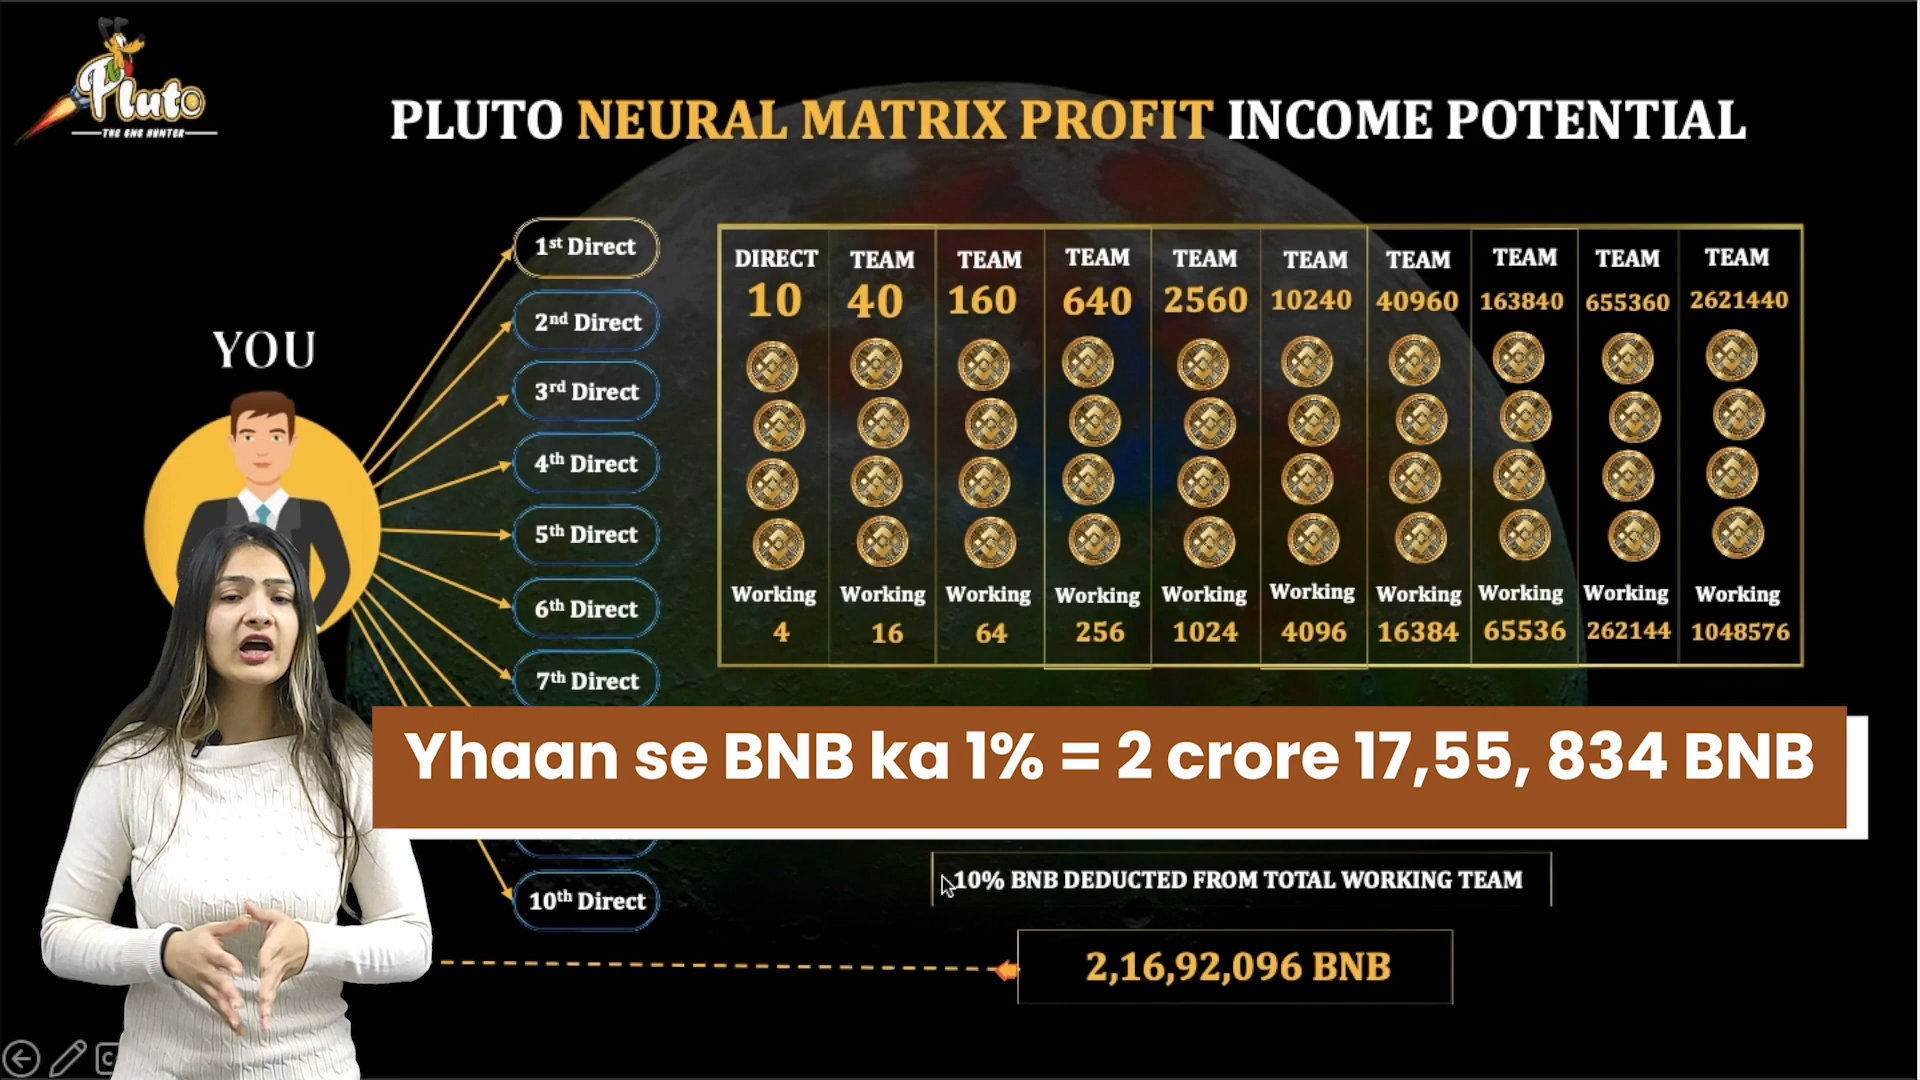 Pluto
THE BNB HUNTER
PLUTO NEURAL MATRIX PROFIT INCOME POTENTIAL
YOU
1st Direct
2nd Direct
3rd Direct
4th Direct
5th Direct
6th Direct
7th Direct
10th Direct
DIRECT TEAM TEAM TEAM TEAM TEAM TEAM TEAM TEAM TEAM
10 40 160 640 2560 10240 40960 163840 655360 2621440
Working Working Working Working Working Working Working Working Working Working
4 16 64 256 1024 4096 16384 65536 262144 1048576
Yhaan se BNB ka 1% = 2 crore 17,55, 834 BNB
10% BNB DEDUCTED FROM TOTAL WORKING TEAM
2,16,92,096 BNB